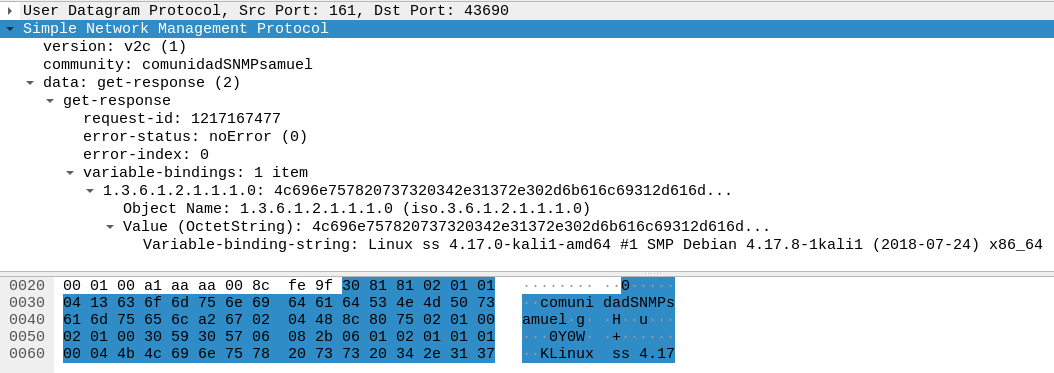 User Datagram Protocol, Src Port: 161, Dst Port: 43690
Simple Network Management Protocol
version: v2c (1)
community: comunidadSNMPsamuel
data: get-response (2)
get-response
request-id: 1217167477
error-status: noError (0)
error-index: 0
variable-bindings: 1 item
1.3.6.1.2.1.1.1.0: 4c696e757820737320342e31372e302d6b616c69312d616d...
Object Name: 1.3.6.1.2.1.1.1.0 (iso.3.6.1.2.1.1.1.0)
Value (OctetString): 4c696e757820737320342e31372e302d6b616c69312d616d...
Variable-binding-string: Linux ss 4.17.0-kali1-amd64 #1 SMP Debian 4.17.8-1kali1 (2018-07-24) x86_64
0020 00 01 00 a1 aa aa 00 8c fe 9f 30 81 81 02 01 01 ········ ··0·····
0030 04 13 63 6f 6d 75 6e 69 64 61 64 53 4e 4d 50 73 ··comuni dadSNMPs
0040 61 6d 75 65 6c a2 67 02 04 48 8c 80 75 02 01 00 amuel·g· ·H··u···
0050 02 01 00 30 59 30 57 06 08 2b 06 01 02 01 01 01 ···0Y0W· ·+······
0060 00 04 4b 4c 69 6e 75 78 20 73 73 20 34 2e 31 37 ··KLinux ss 4.17